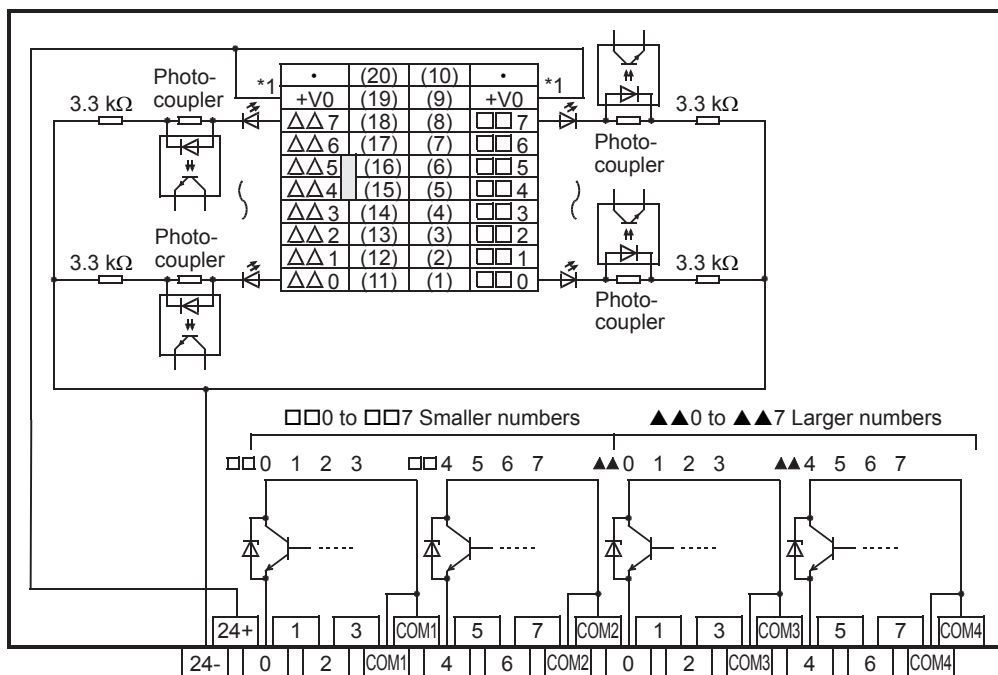 Photo-
coupler
3.3 kΩ
*1
• (20) (10) •
+V0 (19) (9) +V0
△△7 (18) (8) □□7
△△6 (17) (7) □□6
△△5 (16) (6) □□5
△△4 (15) (5) □□4
△△3 (14) (4) □□3
△△2 (13) (3) □□2
△△1 (12) (2) □□1
△△0 (11) (1) □□0
*1
3.3 kΩ
Photo-
coupler
Photo-
coupler
3.3 kΩ
3.3 kΩ
Photo-
coupler
□□0 to □□7 Smaller numbers ▲▲0 to ▲▲7 Larger numbers
□□0 1 2 3 □□4 5 6 7 ▲▲0 1 2 3 ▲▲4 5 6 7
24+ 1 3 COM1 5 7 COM2 1 3 COM3 5 7 COM4
24- 0 2 COM1 4 6 COM2 0 2 COM3 4 6 COM4